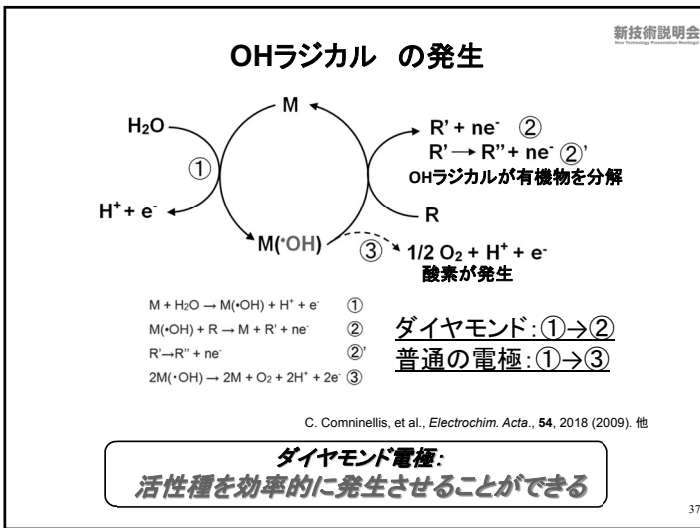 新技術説明会
New Technology Presentation Meetings!
OHラジカル の発生
M
H₂O
①
H⁺ + e⁻
M(·OH)
R' + ne⁻ ②
R' → R'' + ne⁻ ②'
OHラジカルが有機物を分解
R
③
1/2 O₂ + H⁺ + e⁻
酸素が発生
M + H₂O → M(•OH) + H⁺ + e⁻ ①
M(•OH) + R → M + R' + ne⁻ ②
R'→R'' + ne⁻ ②'
2M(·OH) → 2M + O₂ + 2H⁺ + 2e⁻ ③
ダイヤモンド:①→②
普通の電極:①→③
C. Comninellis, et al., Electrochim. Acta., 54, 2018 (2009). 他
ダイヤモンド電極:
活性種を効率的に発生させることができる
37